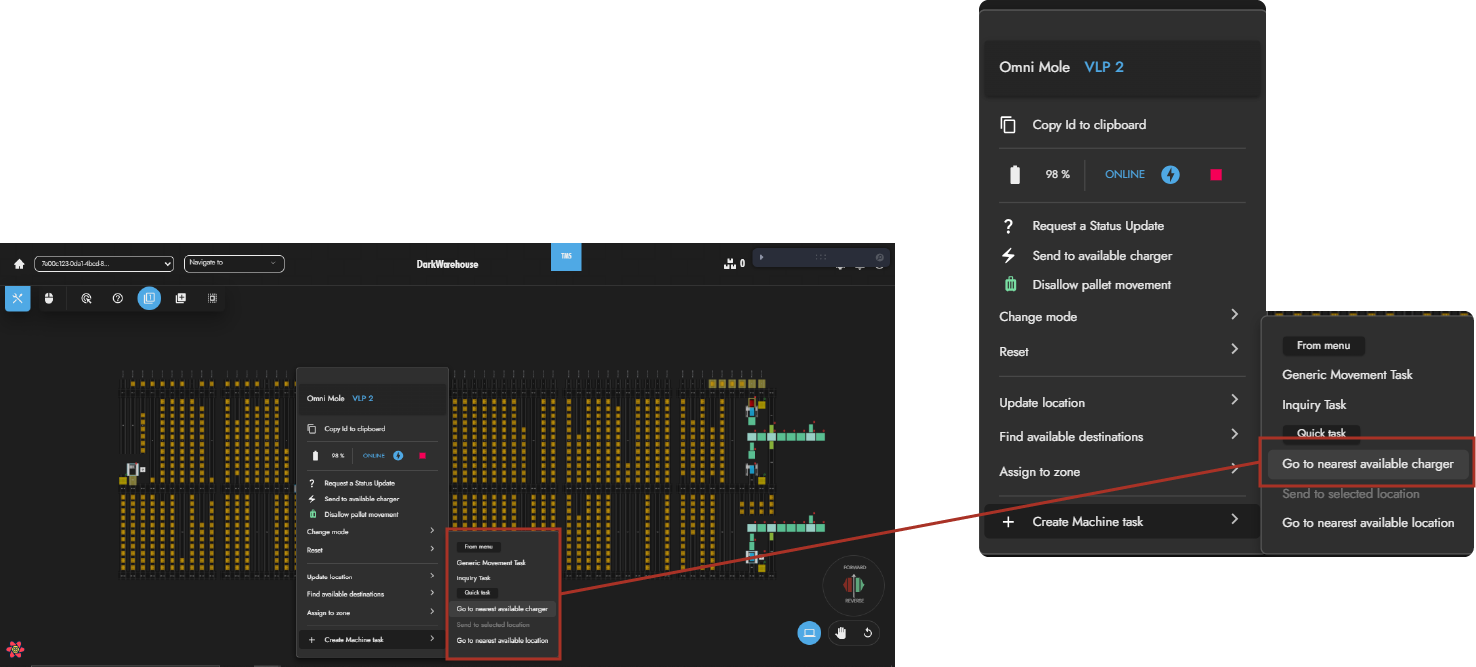 7a00c123-0da1-4bcd-8...
Navigate to
DarkWarehouse
TMS
0
Omni Mole VLP 2
Copy Id to clipboard
98 % ONLINE
Request a Status Update
Send to available charger
Disallow pallet movement
Change mode
Reset
Update location
Find available destinations
Assign to zone
Create Machine task
From menu
Generic Movement Task
Inquiry Task
Quick task
Go to nearest available charger
Send to selected location
Go to nearest available location
FORWARD
REVERSE
Omni Mole VLP 2
Copy Id to clipboard
98 % ONLINE
Request a Status Update
Send to available charger
Disallow pallet movement
Change mode
Reset
Update location
Find available destinations
Assign to zone
Create Machine task
From menu
Generic Movement Task
Inquiry Task
Quick task
Go to nearest available charger
Send to selected location
Go to nearest available location